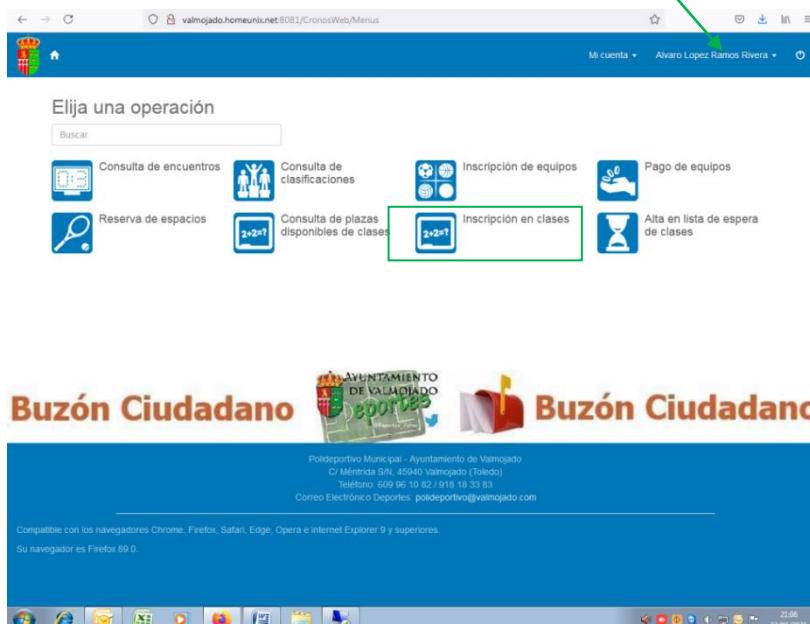 valmojado.homeunix.net:8081/CronosWeb/Menus
Mi cuenta
Alvaro Lopez Ramos Rivera
Elija una operación
Buscar
Consulta de encuentros
Consulta de
clasificaciones
Inscripción de equipos
Pago de equipos
Reserva de espacios
2+2=?
Consulta de plazas
disponibles de clases
2+2=?
Inscripción en clases
Alta en lista de espera
de clases
Buzón Ciudadano
AYUNTAMIENTO
DE VALMOJADO
eportes
Buzón Ciudadano
Polideportivo Municipal - Ayuntamiento de Valmojado
C/ Méntrida S/N, 45940 Valmojado (Toledo)
Teléfono: 609 96 10 82 / 918 18 33 83
Correo Electrónico Deportes: polideportivo@valmojado.com
Compatible con los navegadores Chrome, Firefox, Safari, Edge, Opera e Internet Explorer 9 y superiores.
Su navegador es Firefox 89.0.
21:06